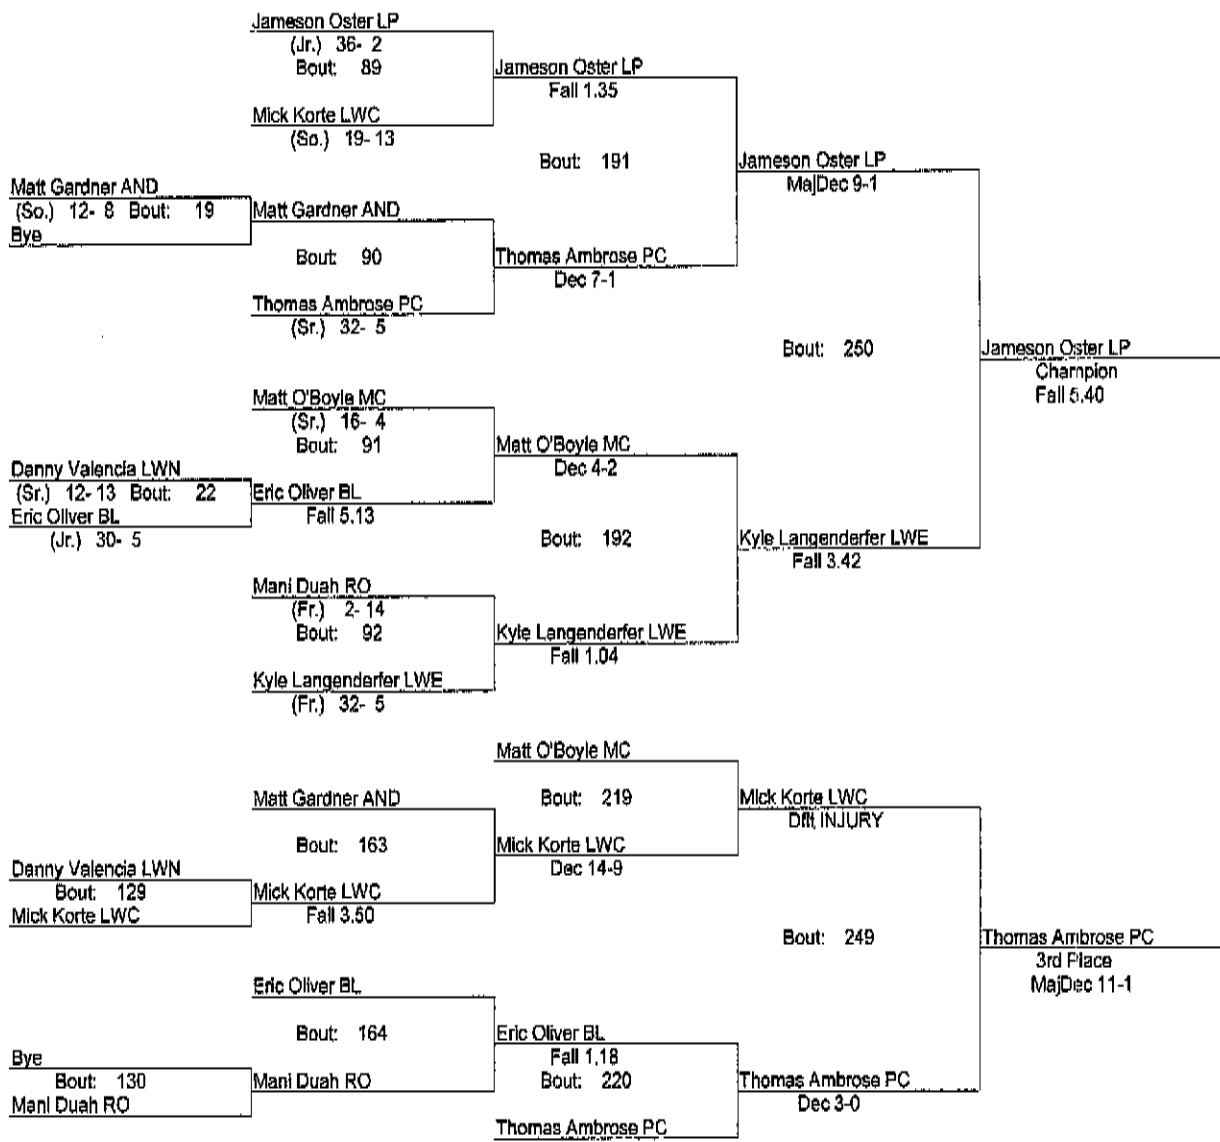 Jameson Oster LP
(Jr.) 36- 2
Bout: 89
Mick Korte LWC
(So.) 19- 13
Jameson Oster LP
Fall 1.35
Bout: 191
Matt Gardner AND
(So.) 12- 8 Bout: 19
Bye
Matt Gardner AND
Bout: 90
Thomas Ambrose PC
(Sr.) 32- 5
Thomas Ambrose PC
Dec 7-1
Jameson Oster LP
MajDec 9-1
Bout: 250
Jameson Oster LP
Champion
Fall 5.40
Matt O'Boyle MC
(Sr.) 16- 4
Bout: 91
Danny Valencia LWN
(Sr.) 12- 13 Bout: 22
Eric Oliver BL
(Jr.) 30- 5
Eric Oliver BL
Fall 5.13
Matt O'Boyle MC
Dec 4-2
Bout: 192
Mani Duah RO
(Fr.) 2- 14
Bout: 92
Kyle Langenderfer LWE
(Fr.) 32- 5
Kyle Langenderfer LWE
Fall 1.04
Kyle Langenderfer LWE
Fall 3.42
Matt O'Boyle MC
Bout: 219
Matt Gardner AND
Bout: 163
Danny Valencia LWN
Bout: 129
Mick Korte LWC
Mick Korte LWC
Fall 3.50
Mick Korte LWC
Dec 14-9
Mick Korte LWC
Dflt INJURY
Bout: 249
Thomas Ambrose PC
3rd Place
MajDec 11-1
Eric Oliver BL
Bout: 164
Bye
Bout: 130
Mani Duah RO
Mani Duah RO
Eric Oliver BL
Fall 1.18
Bout: 220
Thomas Ambrose PC
Thomas Ambrose PC
Dec 3-0